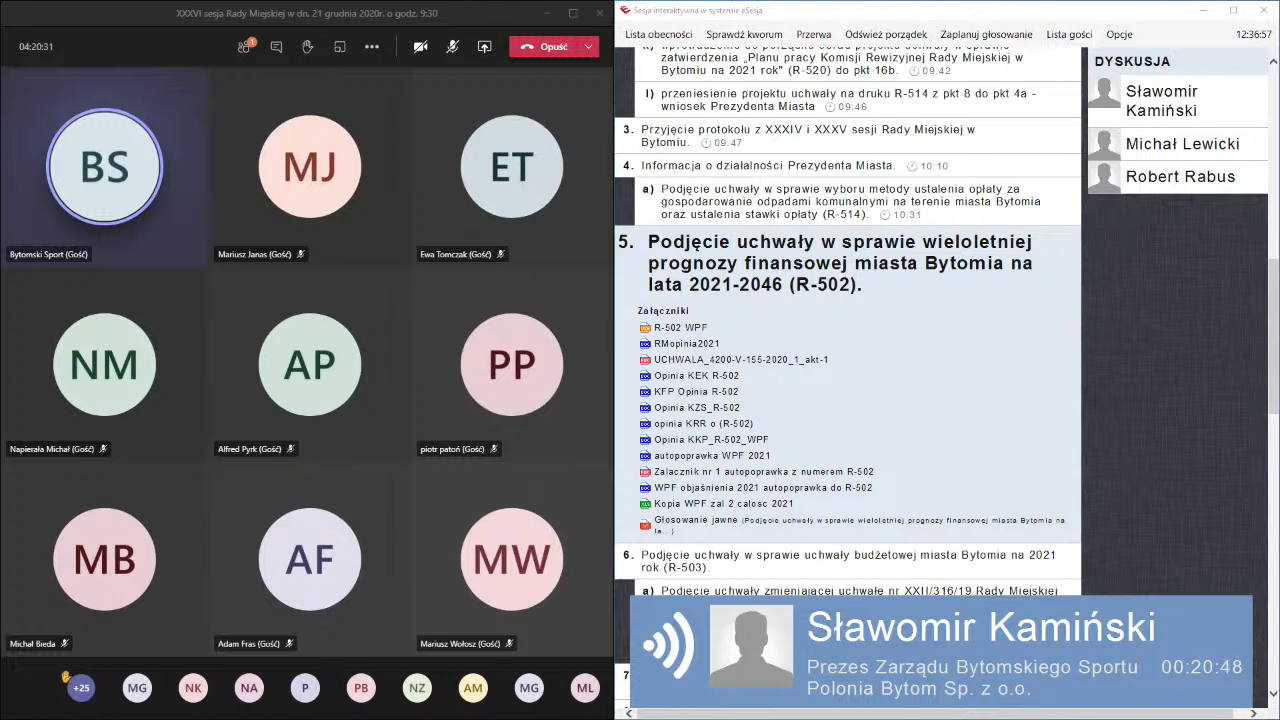 XXXVI sesja Rady Miejskiej w dn. 21 grudnia 2020r. o godz. 9:30
04:20:31
1
Opuść
BS
MJ
ET
Bytomski Sport (Gość)
Mariusz Janas (Gość)
Ewa Tomczak (Gość)
NM
AP
PP
Napierała Michał (Gość)
Alfred Pyrk (Gość)
piotr patoń (Gość)
MB
AF
MW
Michał Bieda
Adam Fras (Gość)
Mariusz Wołosz (Gość)
+25
MG
NK
NA
P
PB
NZ
AM
MG
ML
Sesja interaktywna w systemie eSesja
Lista obecności
Sprawdź kworum
Przerwa
Odśwież porządek
Zaplanuj głosowanie
Lista gości
Opcje
12:36:57
zatwierdzenia „Planu pracy Komisji Rewizyjnej Rady Miejskiej w
Bytomiu na 2021 rok" (R-520) do pkt 16b. 09:42
l) przeniesienie projektu uchwały na druku R-514 z pkt 8 do pkt 4a -
wniosek Prezydenta Miasta 09:46
3. Przyjęcie protokołu z XXXIV i XXXV sesji Rady Miejskiej w
Bytomiu. 09:47
4. Informacja o działalności Prezydenta Miasta. 10:10
a) Podjęcie uchwały w sprawie wyboru metody ustalenia opłaty za
gospodarowanie odpadami komunalnymi na terenie miasta Bytomia
oraz ustalenia stawki opłaty (R-514). 10:31
5. Podjęcie uchwały w sprawie wieloletniej
prognozy finansowej miasta Bytomia na
lata 2021-2046 (R-502).
Załączniki
R-502 WPF
RMopinia2021
UCHWALA_4200-V-155-2020_1_akt-1
Opinia KEK R-502
KFP Opinia R-502
Opinia KZS_R-502
opinia KRR o (R-502)
Opinia KKP_R-502_WPF
autopoprawka WPF 2021
Zalacznik nr 1 autopoprawka z numerem R-502
WPF objaśnienia 2021 autopoprawka do R-502
Kopia WPF zal 2 calosc 2021
Głosowanie jawne (Podjęcie uchwały w sprawie wieloletniej prognozy finansowej miasta Bytomia na
la...)
6. Podjęcie uchwały w sprawie uchwały budżetowej miasta Bytomia na 2021
rok (R-503).
a) Podjęcie uchwały zmieniającej uchwałę nr XXII/316/19 Rady Miejskiej
7
DYSKUSJA
Sławomir
Kamiński
Michał Lewicki
Robert Rabus
Sławomir Kamiński
Prezes Zarządu Bytomskiego Sportu 00:20:48
Polonia Bytom Sp. z o.o.